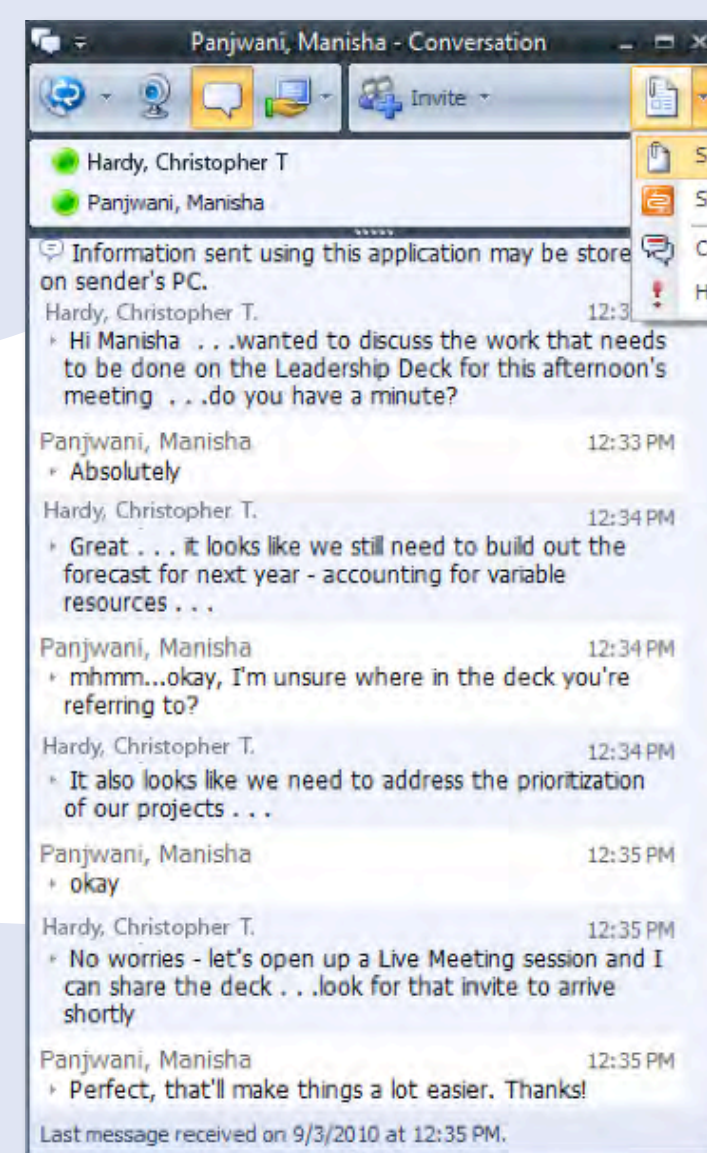 Panjwani, Manisha - Conversation
Invite
Hardy, Christopher T
Panjwani, Manisha
Information sent using this application may be store
on sender's PC.
Hardy, Christopher T. 12:3
Hi Manisha . . .wanted to discuss the work that needs
to be done on the Leadership Deck for this afternoon's
meeting . . .do you have a minute?
Panjwani, Manisha 12:33 PM
Absolutely
Hardy, Christopher T. 12:34 PM
Great . . . it looks like we still need to build out the
forecast for next year - accounting for variable
resources . . .
Panjwani, Manisha 12:34 PM
mhmm...okay, I'm unsure where in the deck you're
referring to?
Hardy, Christopher T. 12:34 PM
It also looks like we need to address the prioritization
of our projects . . .
Panjwani, Manisha 12:35 PM
okay
Hardy, Christopher T. 12:35 PM
No worries - let's open up a Live Meeting session and I
can share the deck . . .look for that invite to arrive
shortly
Panjwani, Manisha 12:35 PM
Perfect, that'll make things a lot easier. Thanks!
Last message received on 9/3/2010 at 12:35 PM.